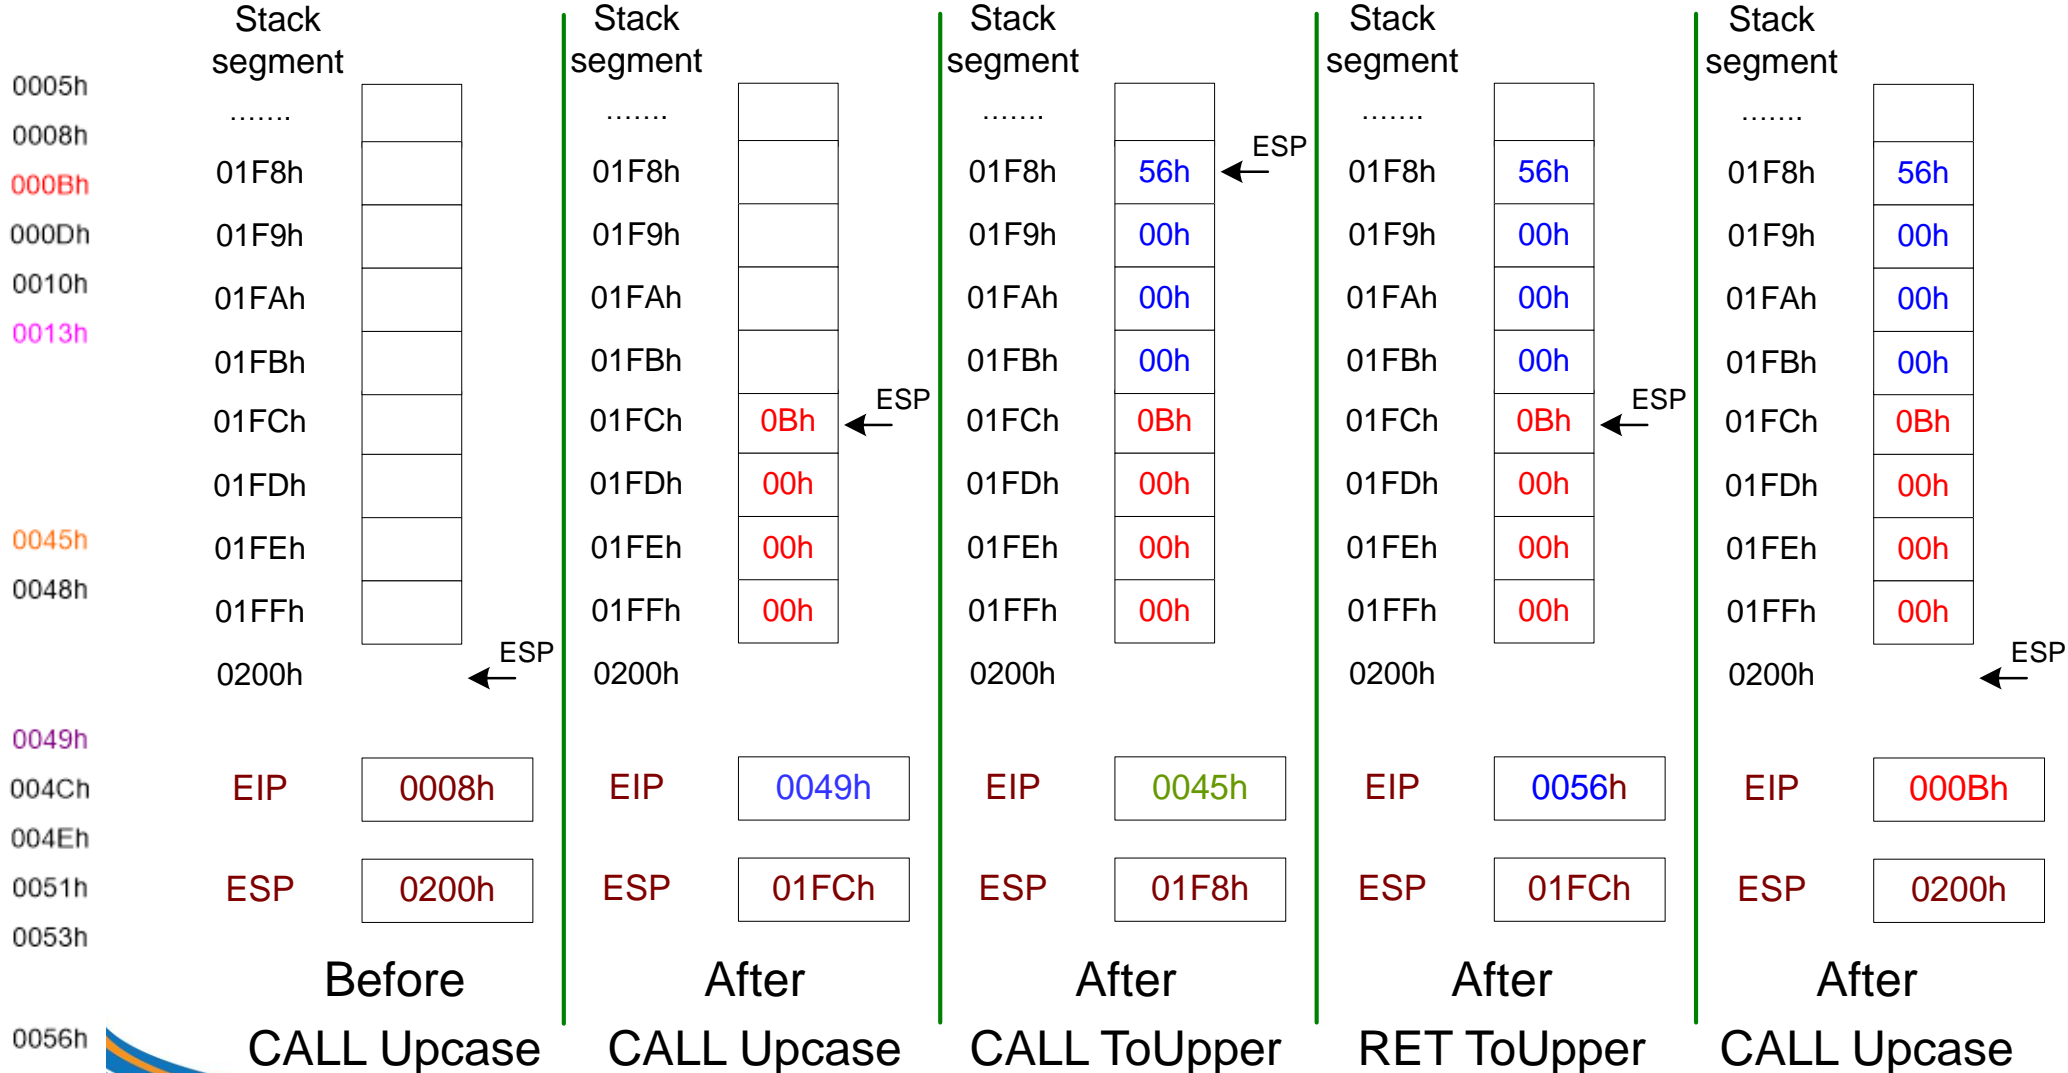 Stack Stack Stack Stack Stack
segment segment segment segment segment
0005h
....... ....... ....... ....... .......
0008h
ESP
01F8h 01F8h 01F8h 56h 01F8h 56h 01F8h 56h
000Bh
01F9h 01F9h 01F9h 00h 01F9h 00h 01F9h 00h
000Dh
0010h
01FAh 01FAh 01FAh 00h 01FAh 00h 01FAh 00h
0013h
01FBh 01FBh 01FBh 00h 01FBh 00h 01FBh 00h
ESP ESP
01FCh 01FCh 0Bh 01FCh 0Bh 01FCh 0Bh 01FCh 0Bh
01FDh 01FDh 00h 01FDh 00h 01FDh 00h 01FDh 00h
0045h
01FEh 01FEh 00h 01FEh 00h 01FEh 00h 01FEh 00h
0048h
01FFh 01FFh 00h 01FFh 00h 01FFh 00h 01FFh 00h
ESP ESP
0200h 0200h 0200h 0200h 0200h
0049h
004Ch EIP 0008h EIP 0049h EIP 0045h EIP 0056h EIP 000Bh
004Eh
0051h ESP 0200h ESP 01FCh ESP 01F8h ESP 01FCh ESP 0200h
0053h
Before After After After After
0056h CALL Upcase CALL Upcase CALL ToUpper RET ToUpper CALL Upcase